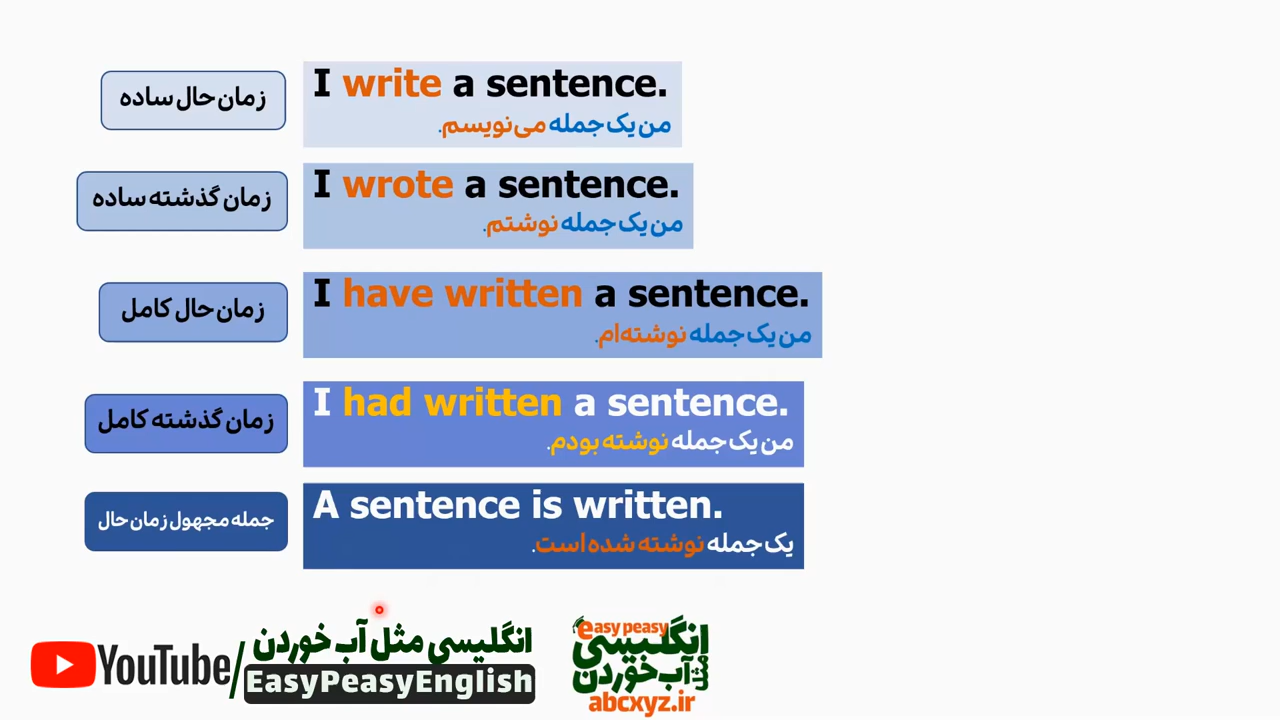 زمان حال ساده
I write a sentence.
من یک جمله می‌نویسم.
زمان گذشته ساده
I wrote a sentence.
من یک جمله نوشتم.
زمان حال کامل
I have written a sentence.
من یک جمله نوشته‌ام.
زمان گذشته کامل
I had written a sentence.
من یک جمله نوشته بودم.
جمله مجهول زمان حال
A sentence is written.
یک جمله نوشته شده است.
YouTube/
انگلیسی مثل آب خوردن
EasyPeasyEnglish
easy peasy
انگلیسی
مثل
آب خوردن
abcxyz.ir